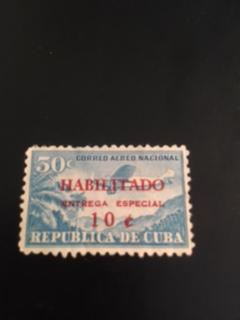 50¢ CORREO AEREO NACIONAL
HABILITADO
ENTREGA ESPECIAL
10 ¢
REPUBLICA DE CUBA